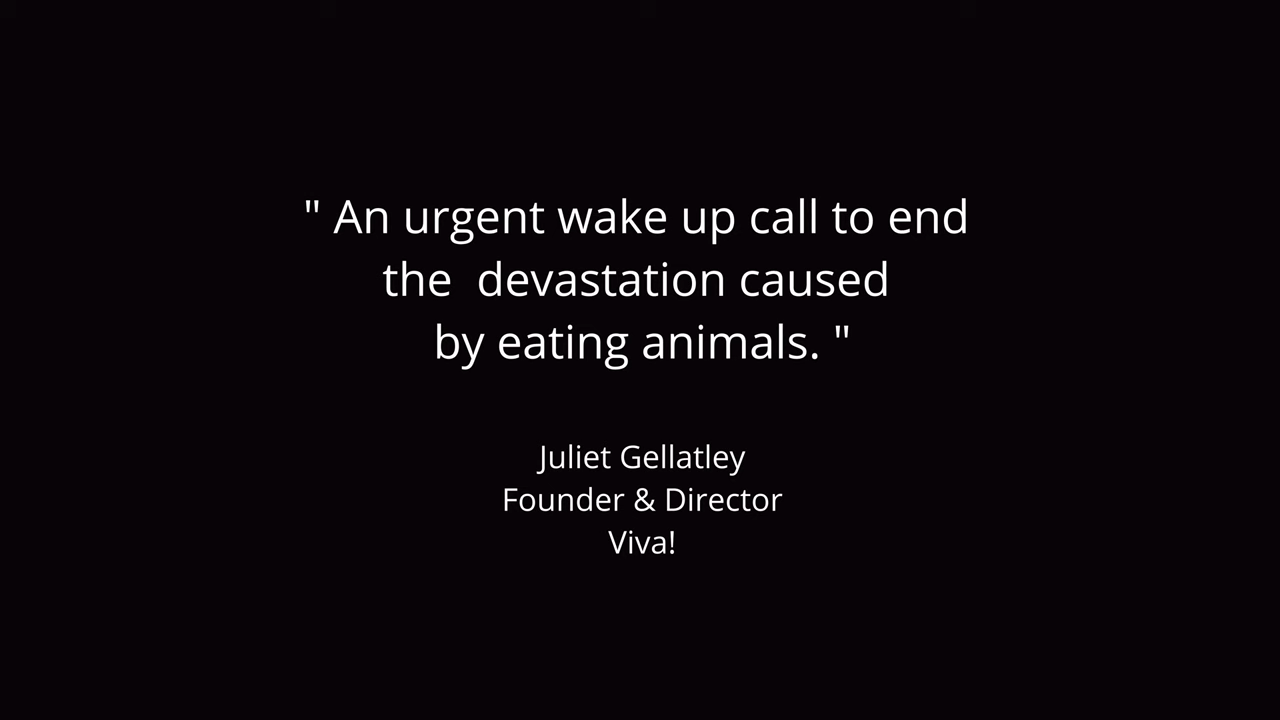 " An urgent wake up call to end
the  devastation caused
by eating animals. "
Juliet Gellatley
Founder & Director
Viva!